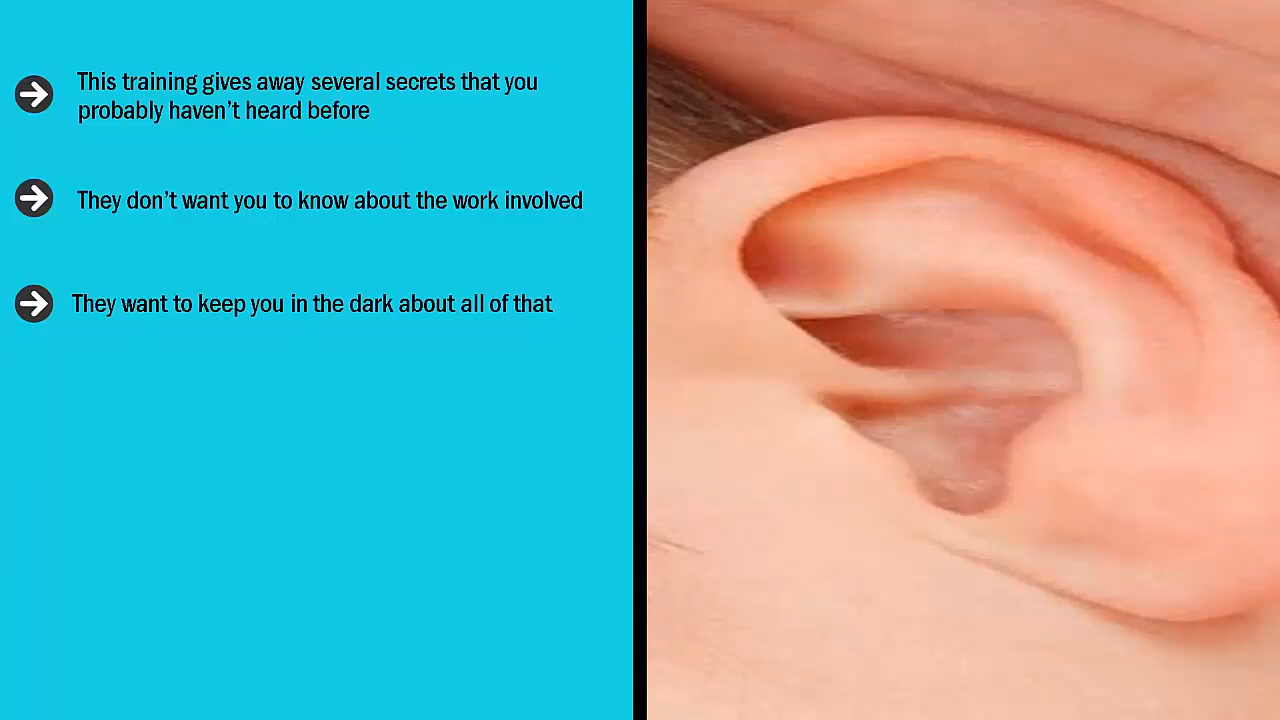 This training gives away several secrets that you
probably haven't heard before
They don't want you to know about the work involved
They want to keep you in the dark about all of that